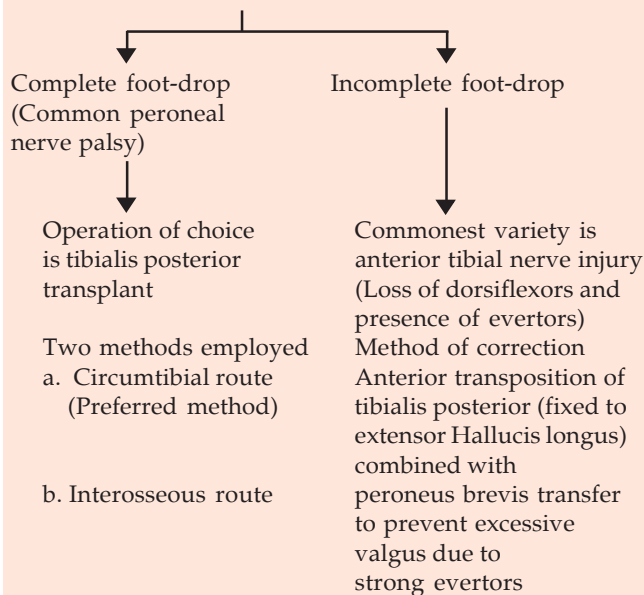 Complete foot-drop
(Common peroneal
nerve palsy)
Operation of choice
is tibialis posterior
transplant
Two methods employed
a. Circumtibial route
(Preferred method)
b. Interosseous route
Incomplete foot-drop
Commonest variety is
anterior tibial nerve injury
(Loss of dorsiflexors and
presence of evertors)
Method of correction
Anterior transposition of
tibialis posterior (fixed to
extensor Hallucis longus)
combined with
peroneus brevis transfer
to prevent excessive
valgus due to
strong evertors